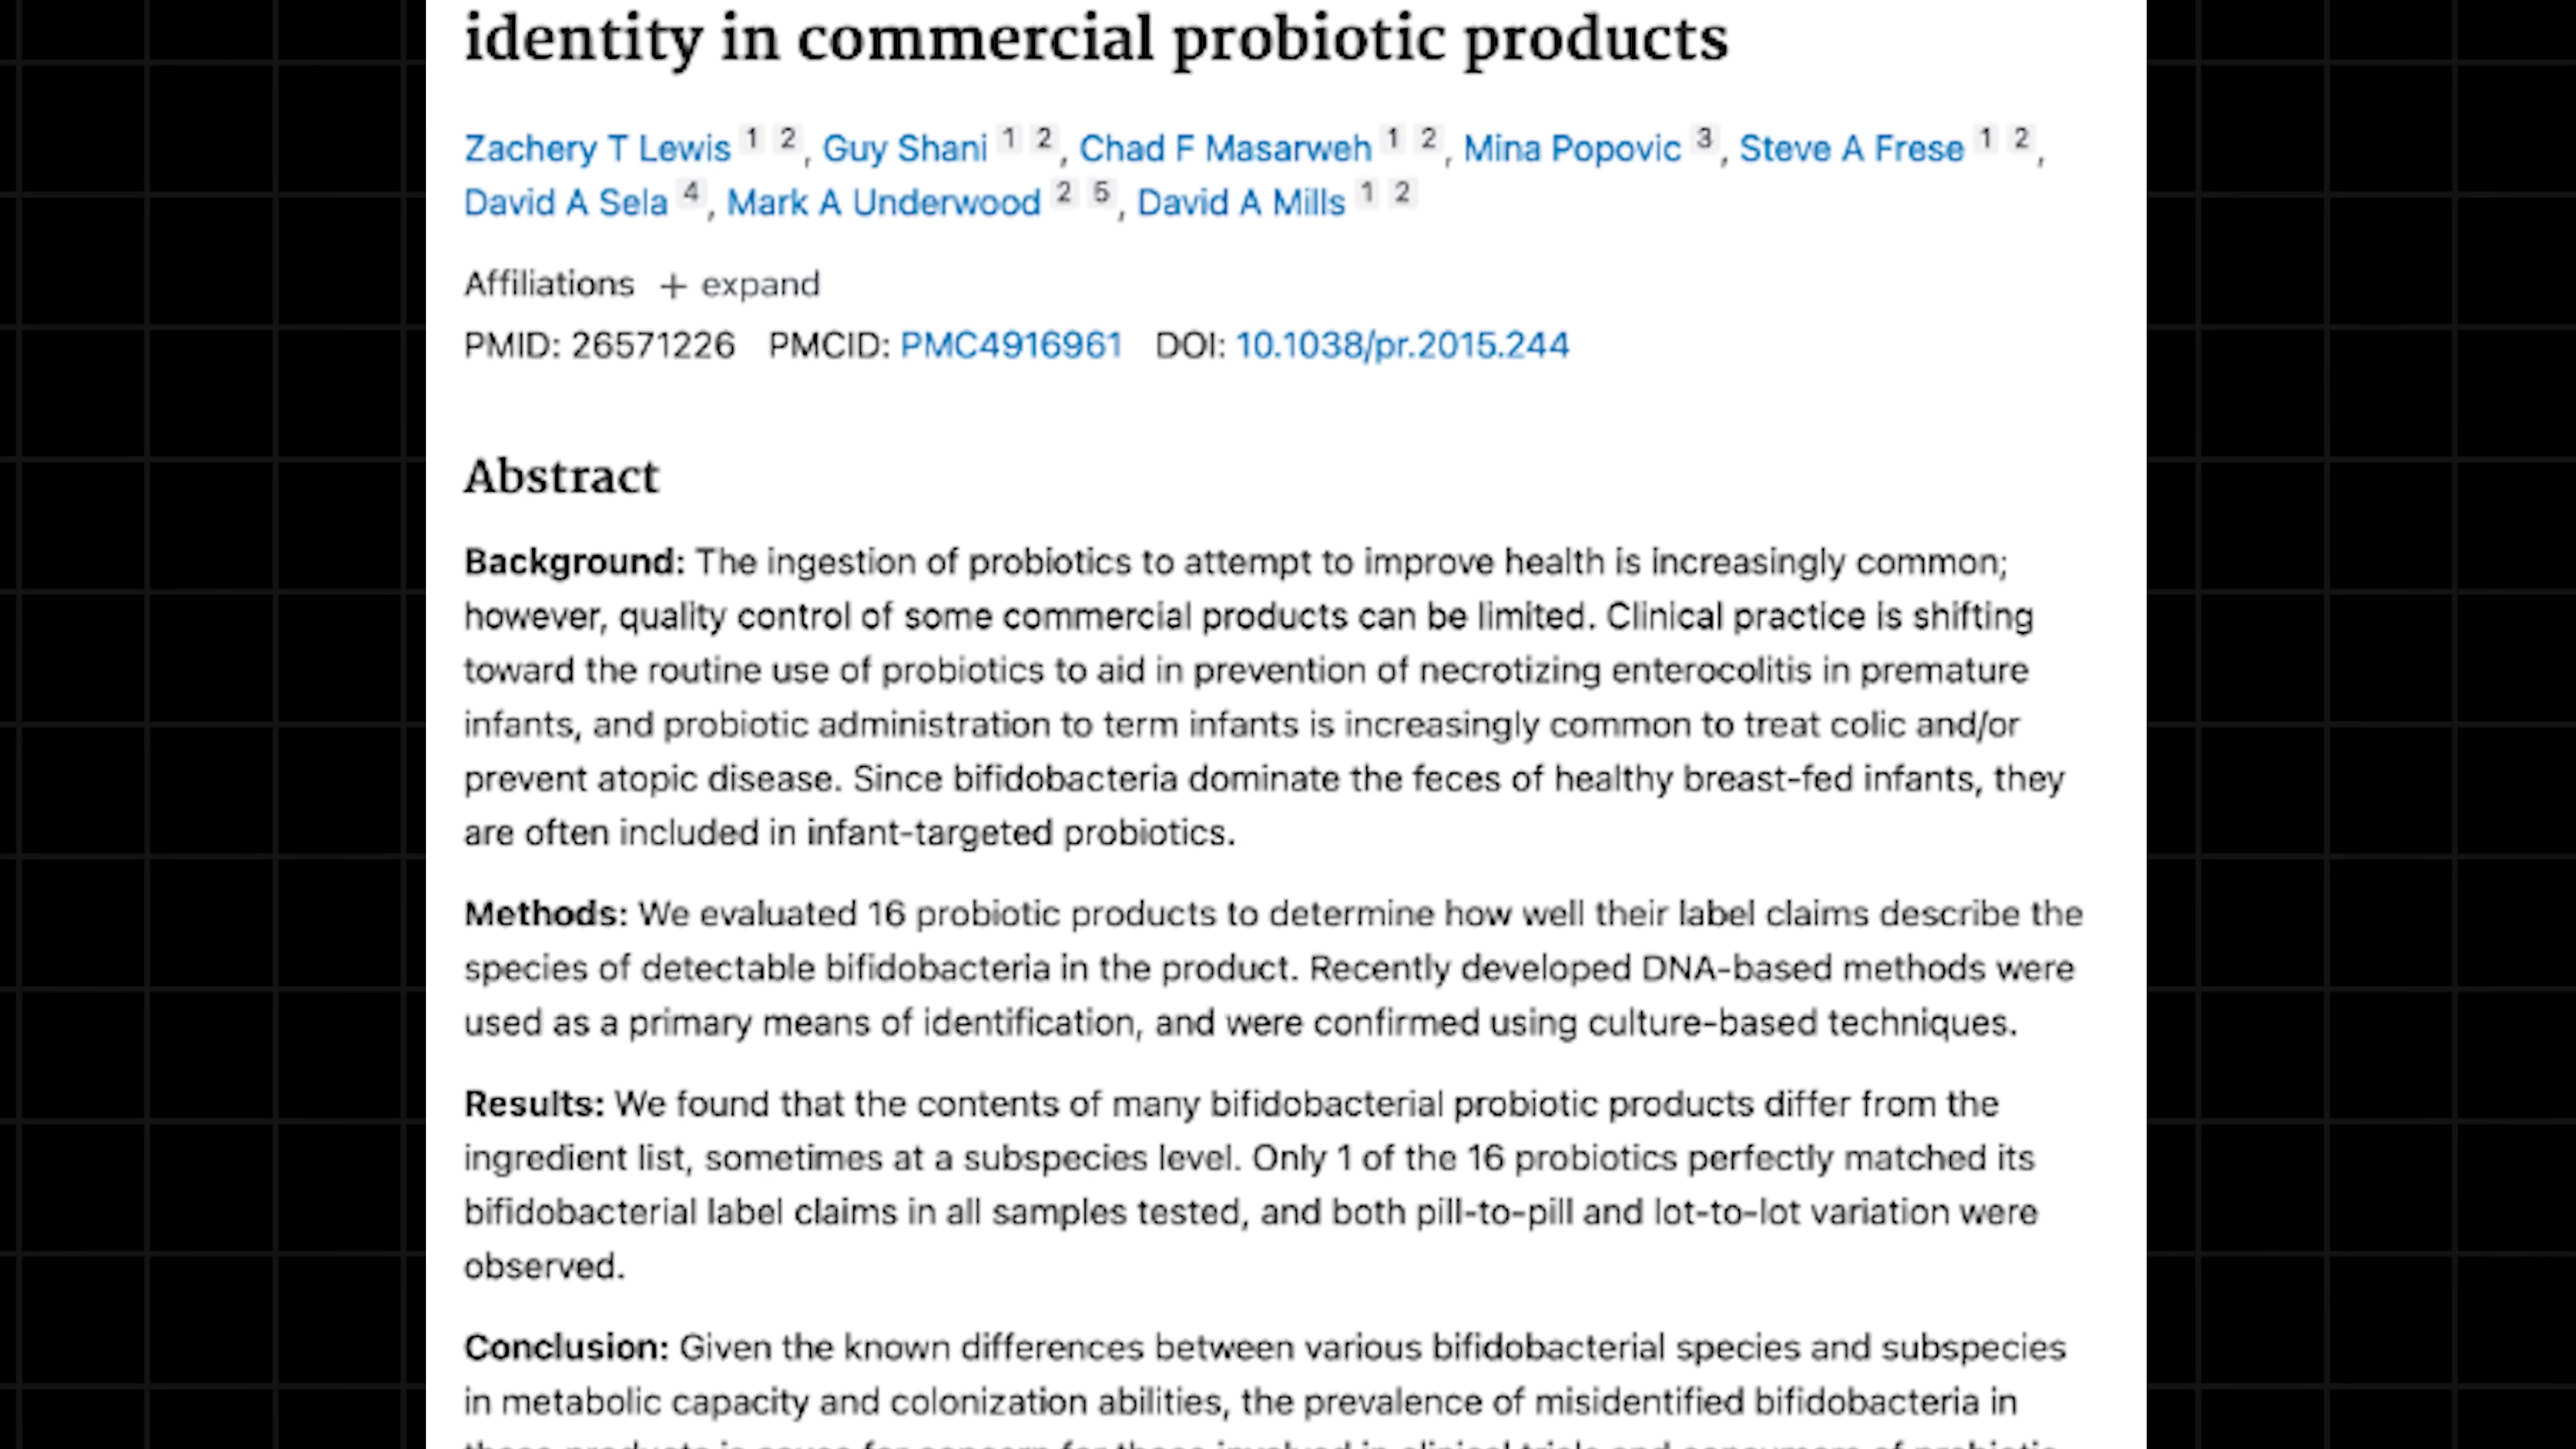 identity in commercial probiotic products
Zachery T Lewis 1 2, Guy Shani 1 2, Chad F Masarweh 1 2, Mina Popovic 3, Steve A Frese 1 2,
David A Sela 4, Mark A Underwood 2 5, David A Mills 1 2
Affiliations + expand
PMID: 26571226 PMCID: PMC4916961 DOI: 10.1038/pr.2015.244
Abstract
Background: The ingestion of probiotics to attempt to improve health is increasingly common;
however, quality control of some commercial products can be limited. Clinical practice is shifting
toward the routine use of probiotics to aid in prevention of necrotizing enterocolitis in premature
infants, and probiotic administration to term infants is increasingly common to treat colic and/or
prevent atopic disease. Since bifidobacteria dominate the feces of healthy breast-fed infants, they
are often included in infant-targeted probiotics.
Methods: We evaluated 16 probiotic products to determine how well their label claims describe the
species of detectable bifidobacteria in the product. Recently developed DNA-based methods were
used as a primary means of identification, and were confirmed using culture-based techniques.
Results: We found that the contents of many bifidobacterial probiotic products differ from the
ingredient list, sometimes at a subspecies level. Only 1 of the 16 probiotics perfectly matched its
bifidobacterial label claims in all samples tested, and both pill-to-pill and lot-to-lot variation were
observed.
Conclusion: Given the known differences between various bifidobacterial species and subspecies
in metabolic capacity and colonization abilities, the prevalence of misidentified bifidobacteria in